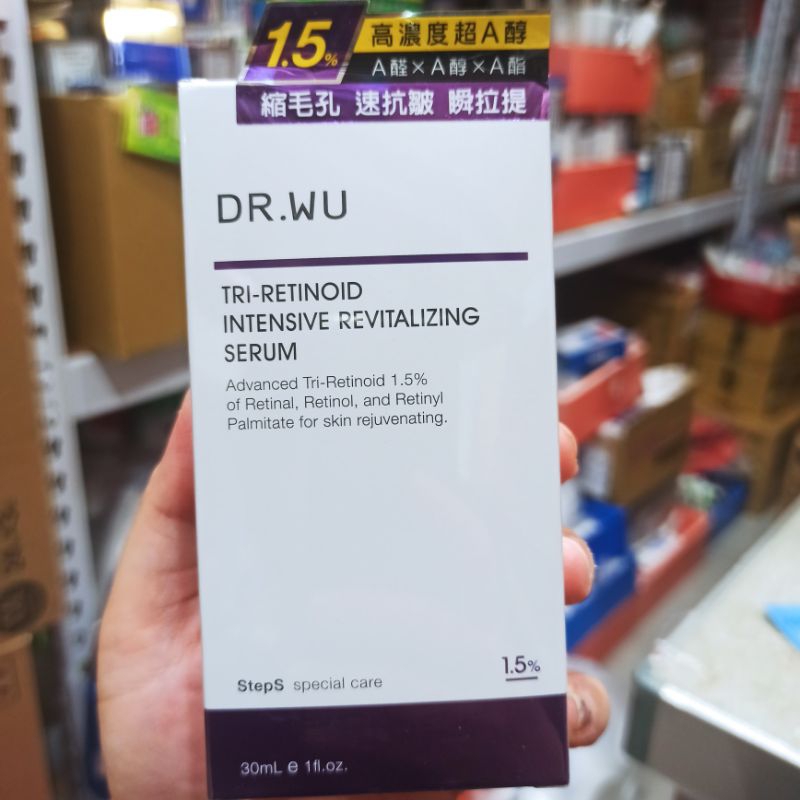 1.5%
高濃度超A醇
A醛×A醇×A酯
縮毛孔 速抗皺 瞬拉提
DR.WU
TRI-RETINOID
INTENSIVE REVITALIZING
SERUM
Advanced Tri-Retinoid 1.5%
of Retinal, Retinol, and Retinyl
Palmitate for skin rejuvenating.
StepS special care
1.5%
30mL e 1fl.oz.